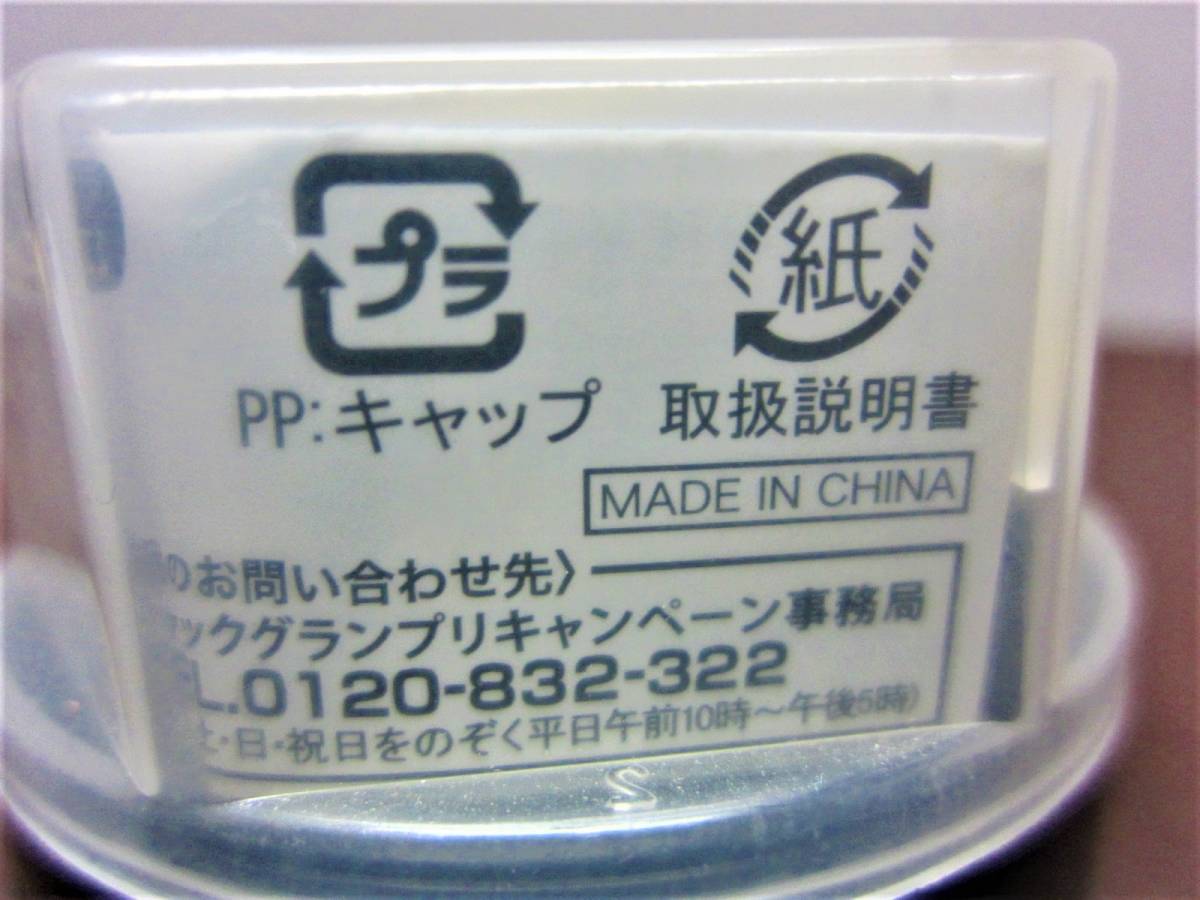 プラ
紙
PP:キャップ
取扱説明書
MADE IN CHINA
のお問い合わせ先〉
ックグランプリキャンペーン事務局
L.0120-832-322
土・日・祝日をのぞく平日午前10時～午後5時)
2